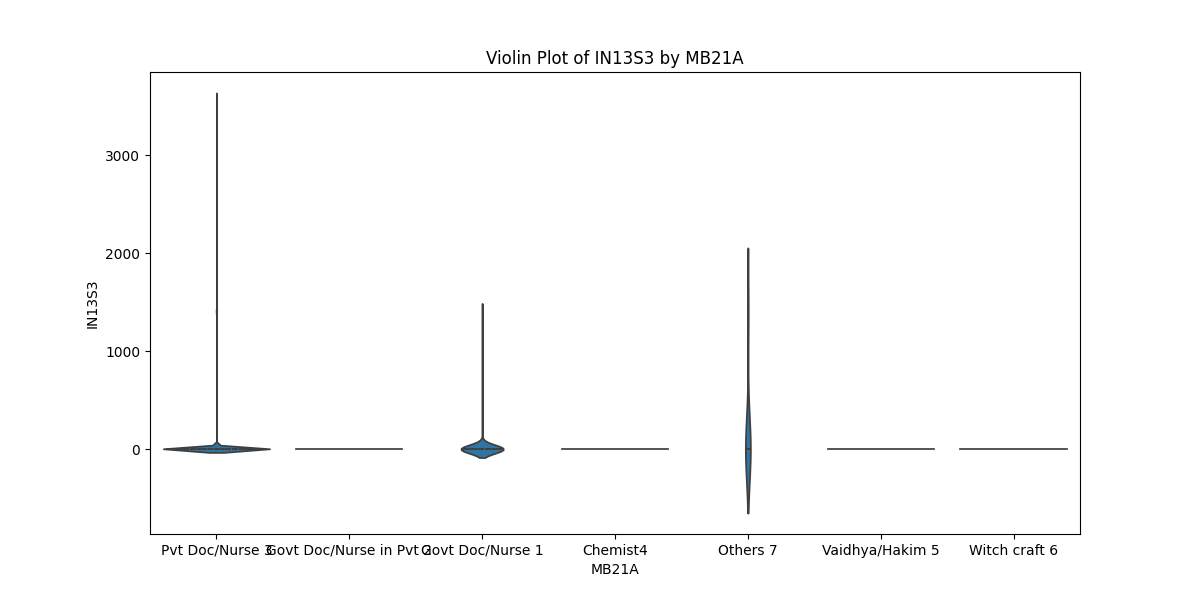 Violin Plot of IN13S3 by MB21A
3000
2000
1000
0
IN13S3
Pvt Doc/Nurse 3 Govt Doc/Nurse in Pvt 2 Govt Doc/Nurse 1 Chemist4 Others 7 Vaidhya/Hakim 5 Witch craft 6
MB21A